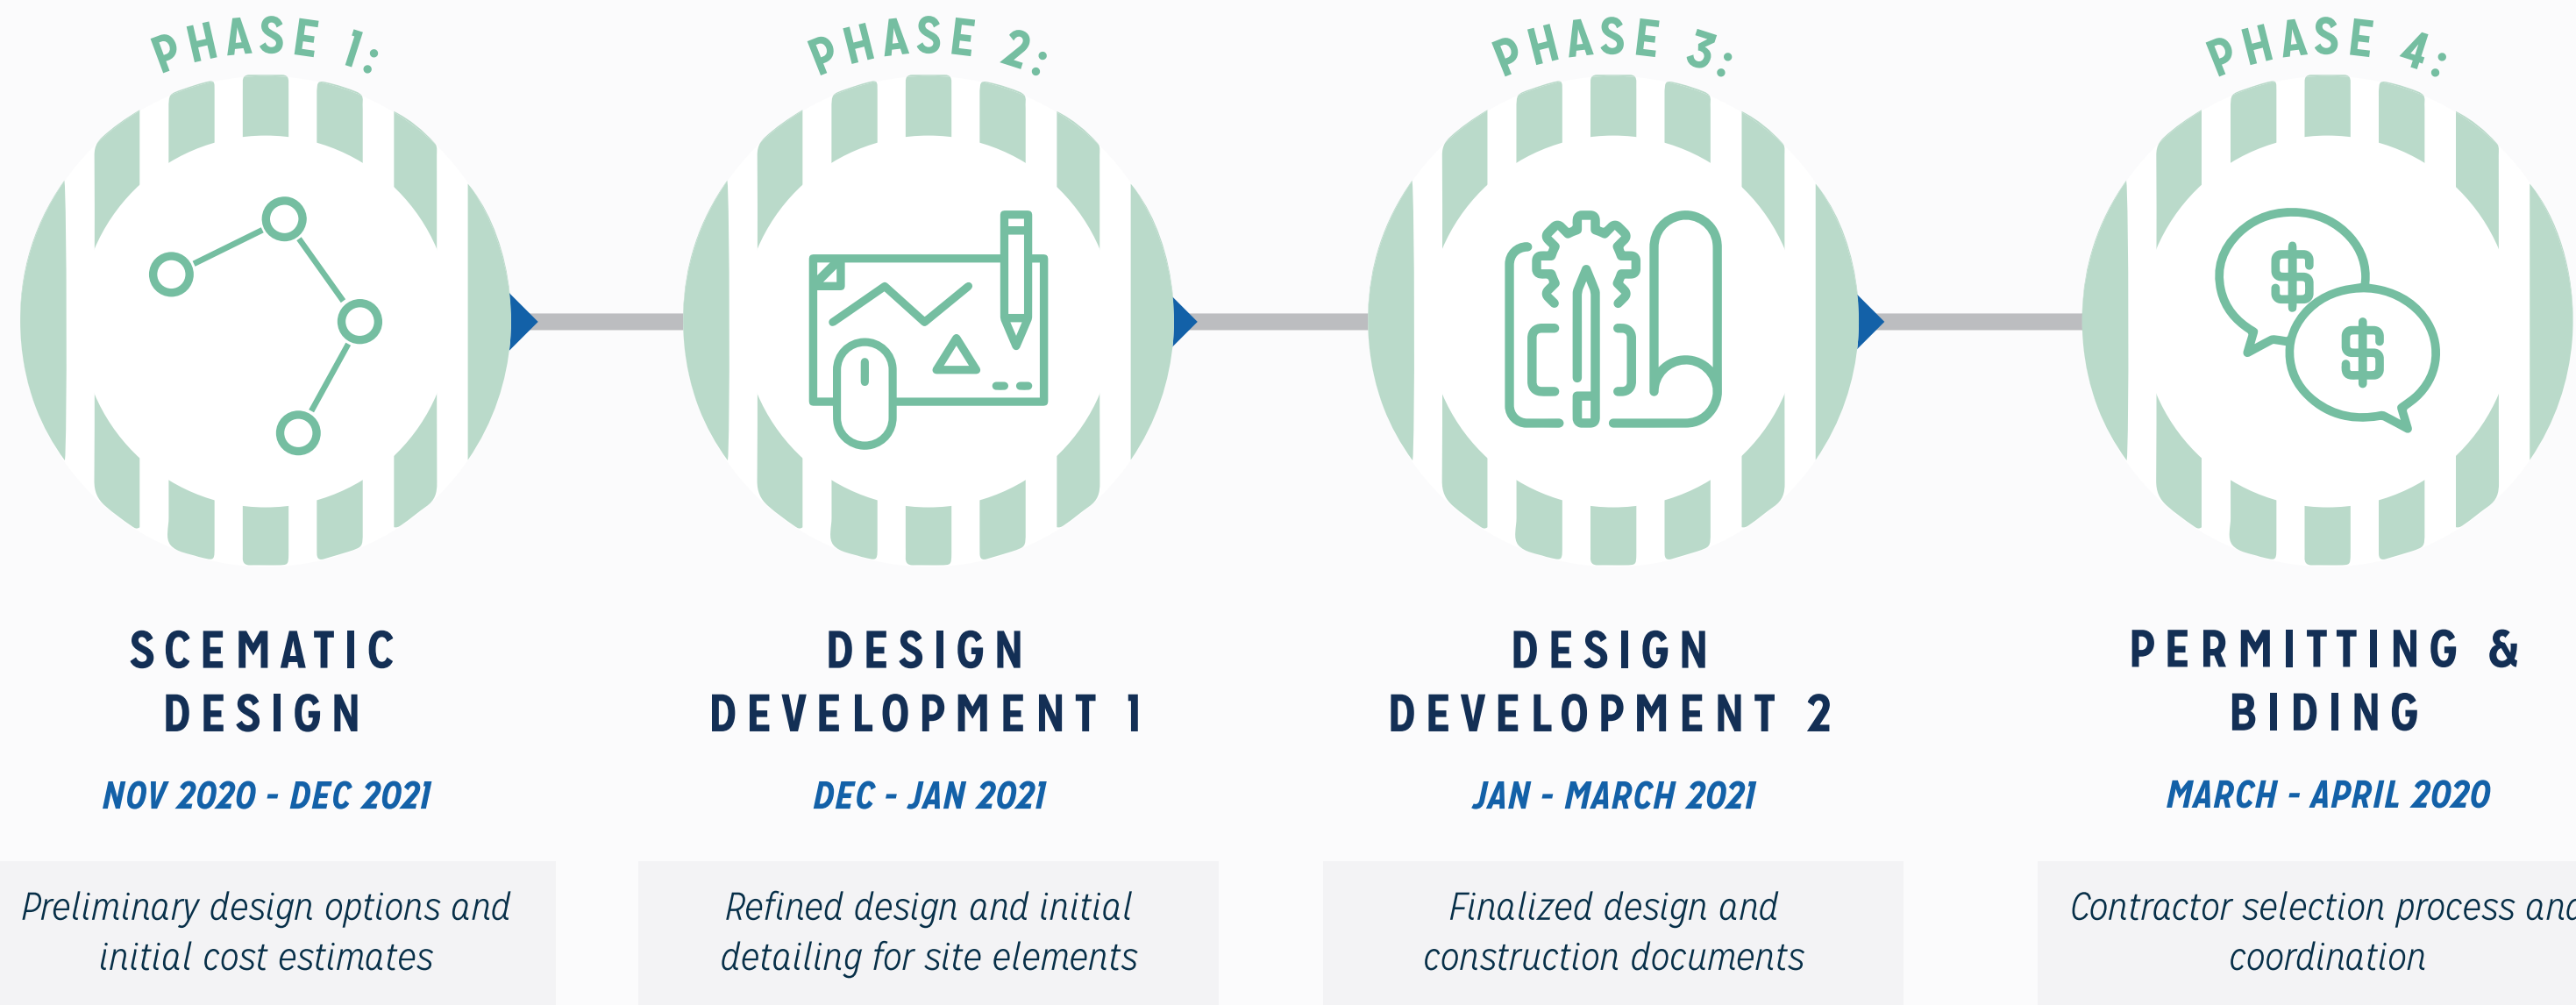 PHASE 1:
SCEMATIC
DESIGN
NOV 2020 - DEC 2021
Preliminary design options and
initial cost estimates
PHASE 2:
DESIGN
DEVELOPMENT 1
DEC - JAN 2021
Refined design and initial
detailing for site elements
PHASE 3:
DESIGN
DEVELOPMENT 2
JAN - MARCH 2021
Finalized design and
construction documents
PHASE 4:
$
$
PERMITTING &
BIDING
MARCH - APRIL 2020
Contractor selection process and
coordination